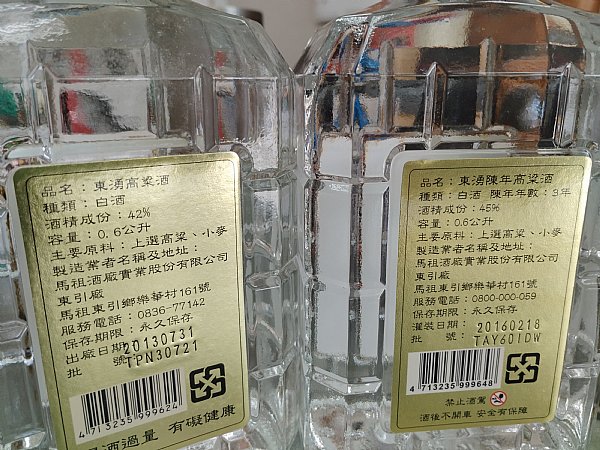 品名：東湧高粱酒
種類：白酒
酒精成份：42%
容量：0.6公升
主要原料：上選高粱、小麥
製造業者名稱及地址：
馬祖酒廠實業股份有限公司
東引廠
馬祖東引鄉樂華村161號
服務電話：0836-77142
保存期限：永久保存
出廠日期 20130731
批 號 TPN30721
4 713235 999624
酒過量 有礙健康
品名：東湧陳年高粱酒
種類：白酒 陳年年數：3年
酒精成份：45%
容量：0.6公升
主要原料：上選高粱、小麥
製造業者名稱及地址：
馬祖酒廠實業股份有限公司
東引廠
馬祖東引鄉樂華村161號
服務電話：0800-000-059
保存期限：永久保存
灌裝日期：20160218
批 號：TAY601DW
4 713235 999648
禁止酒駕
酒後不開車 安全有保障